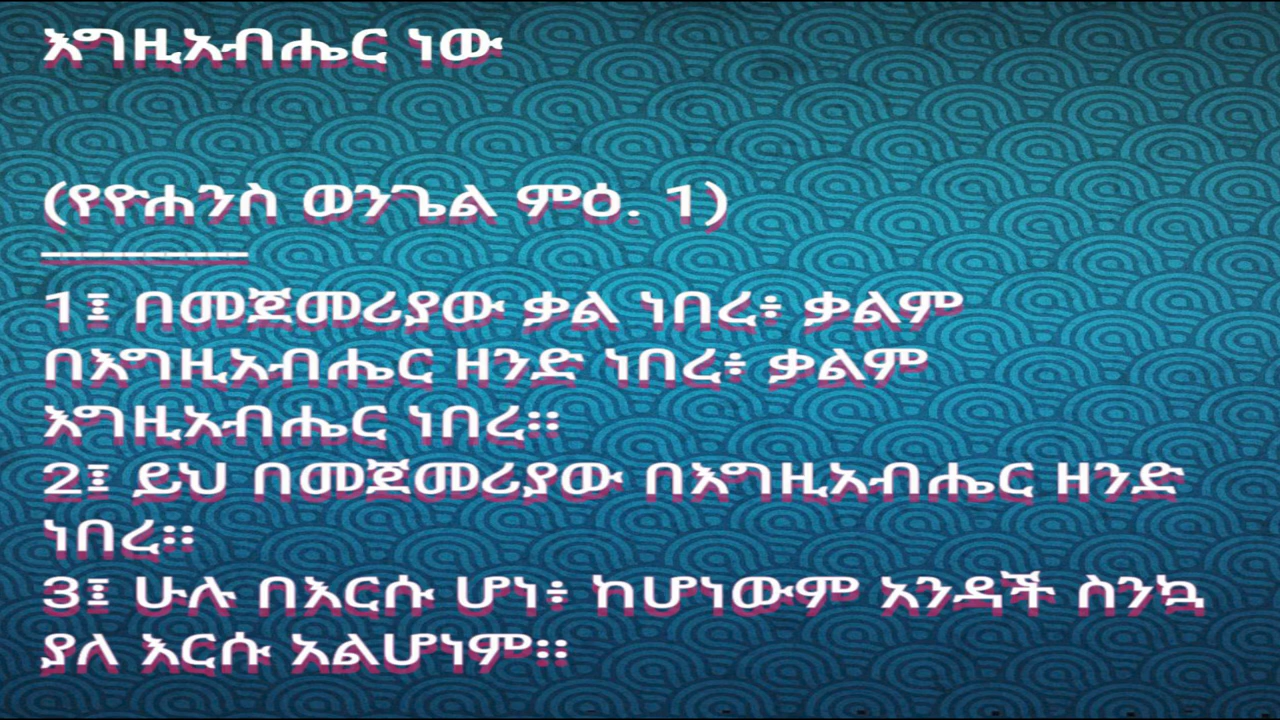 እግዚአብሔር ነው
(የዮሐንስ ወንጌል ምዕ. 1)
----------
1፤ በመጀመሪያው ቃል ነበረ፥ ቃልም
በእግዚአብሔር ዘንድ ነበረ፥ ቃልም
እግዚአብሔር ነበረ።
2፤ ይህ በመጀመሪያው በእግዚአብሔር ዘንድ
ነበረ።
3፤ ሁሉ በእርሱ ሆነ፥ ከሆነውም አንዳች ስንኳ
ያለ እርሱ አልሆነም።